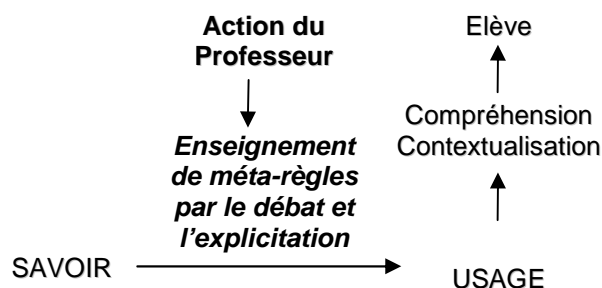 Action du
Professeur
Elève
Compréhension
Contextualisation
Enseignement
de méta-règles
par le débat et
l'explicitation
SAVOIR
USAGE